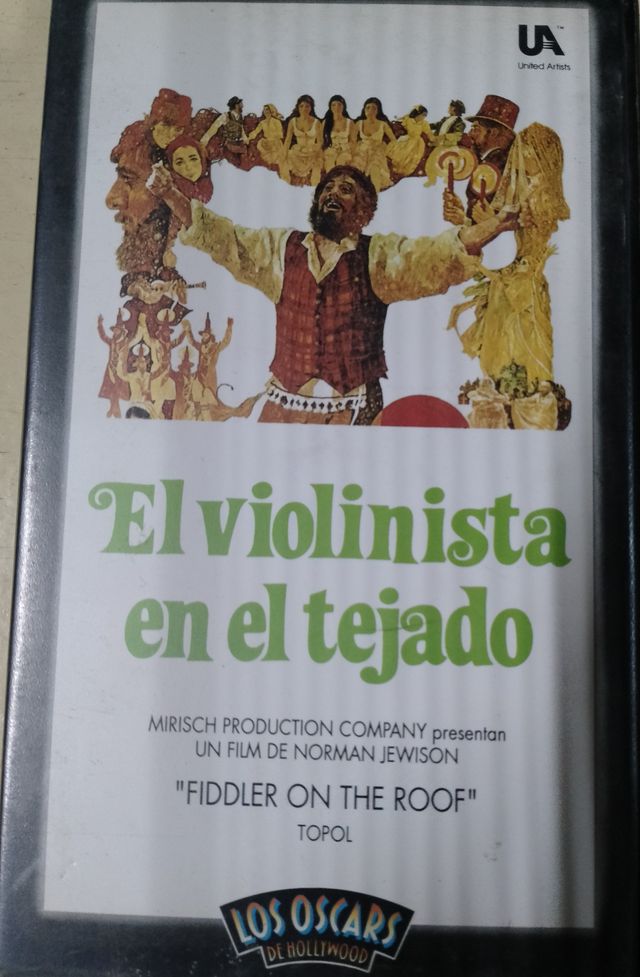 UA™
United Artists
El violinista
en el tejado
MIRISCH PRODUCTION COMPANY presentan
UN FILM DE NORMAN JEWISON
"FIDDLER ON THE ROOF"
TOPOL
LOS OSCARS
DE HOLLYWOOD